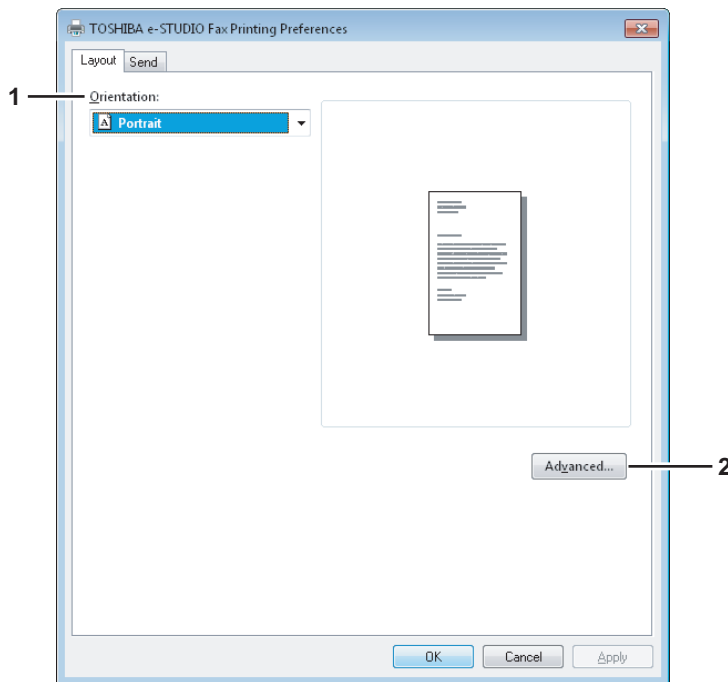 TOSHIBA e-STUDIO Fax Printing Preferences
Layout Send
1
Orientation:
Portrait
Advanced...
2
OK Cancel Apply